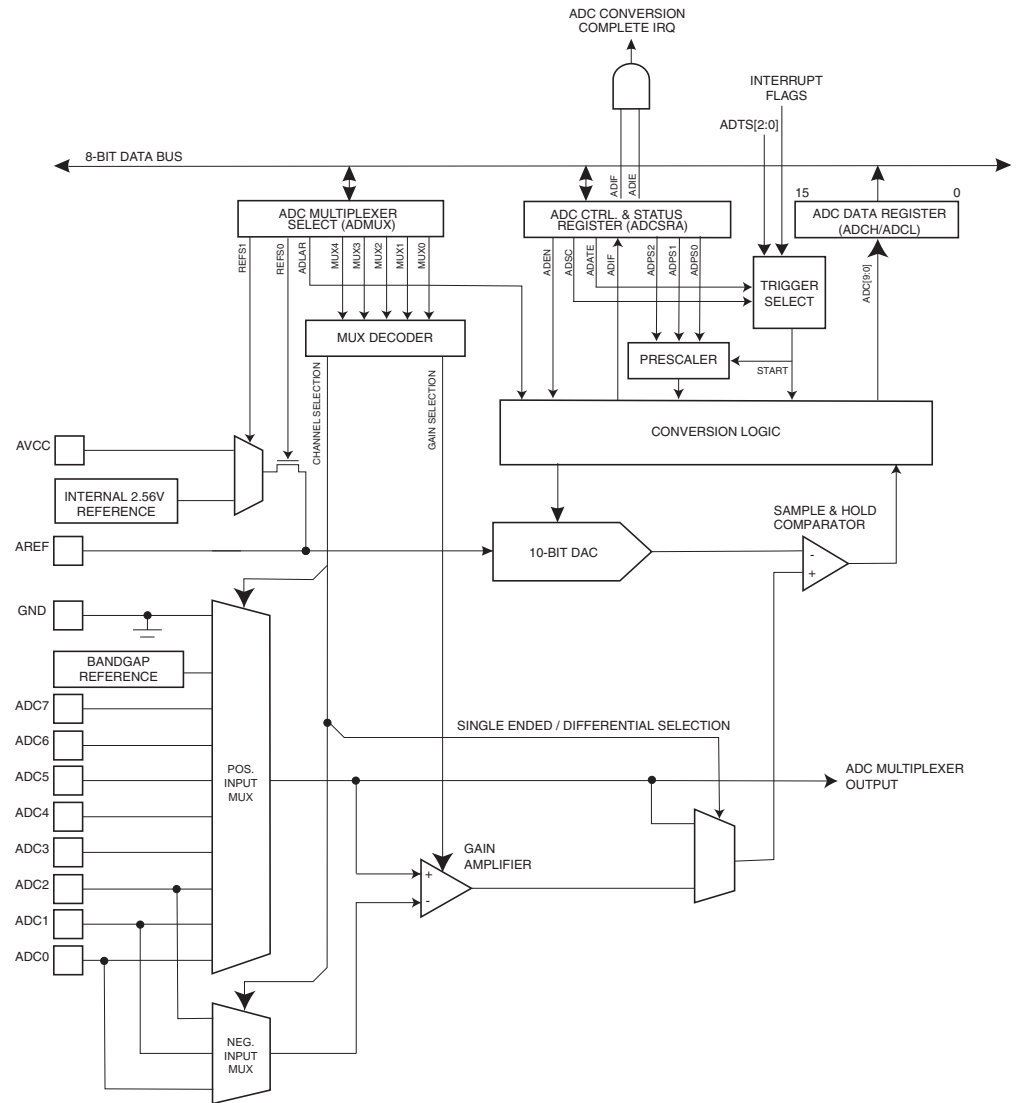 ADC CONVERSION
COMPLETE IRQ
INTERRUPT
FLAGS
ADTS[2:0]
8-BIT DATA BUS
ADIF
ADIE
15
0
ADC MULTIPLEXER
SELECT (ADMUX)
ADC CTRL. & STATUS
REGISTER (ADCSRA)
ADC DATA REGISTER
(ADCH/ADCL)
REFS1
REFS0
ADLAR
MUX4
MUX3
MUX2
MUX1
MUX0
ADEN
ADSC
ADATE
ADIF
ADPS2
ADPS1
ADPS0
ADC[9:0]
TRIGGER
SELECT
MUX DECODER
PRESCALER
START
CHANNEL SELECTION
GAIN SELECTION
CONVERSION LOGIC
AVCC
INTERNAL 2.56V
REFERENCE
SAMPLE & HOLD
COMPARATOR
AREF
10-BIT DAC
-
+
GND
BANDGAP
REFERENCE
ADC7
SINGLE ENDED / DIFFERENTIAL SELECTION
ADC6
ADC5
POS.
INPUT
MUX
ADC MULTIPLEXER
OUTPUT
ADC4
ADC3
GAIN
AMPLIFIER
ADC2
+
-
ADC1
ADC0
NEG.
INPUT
MUX